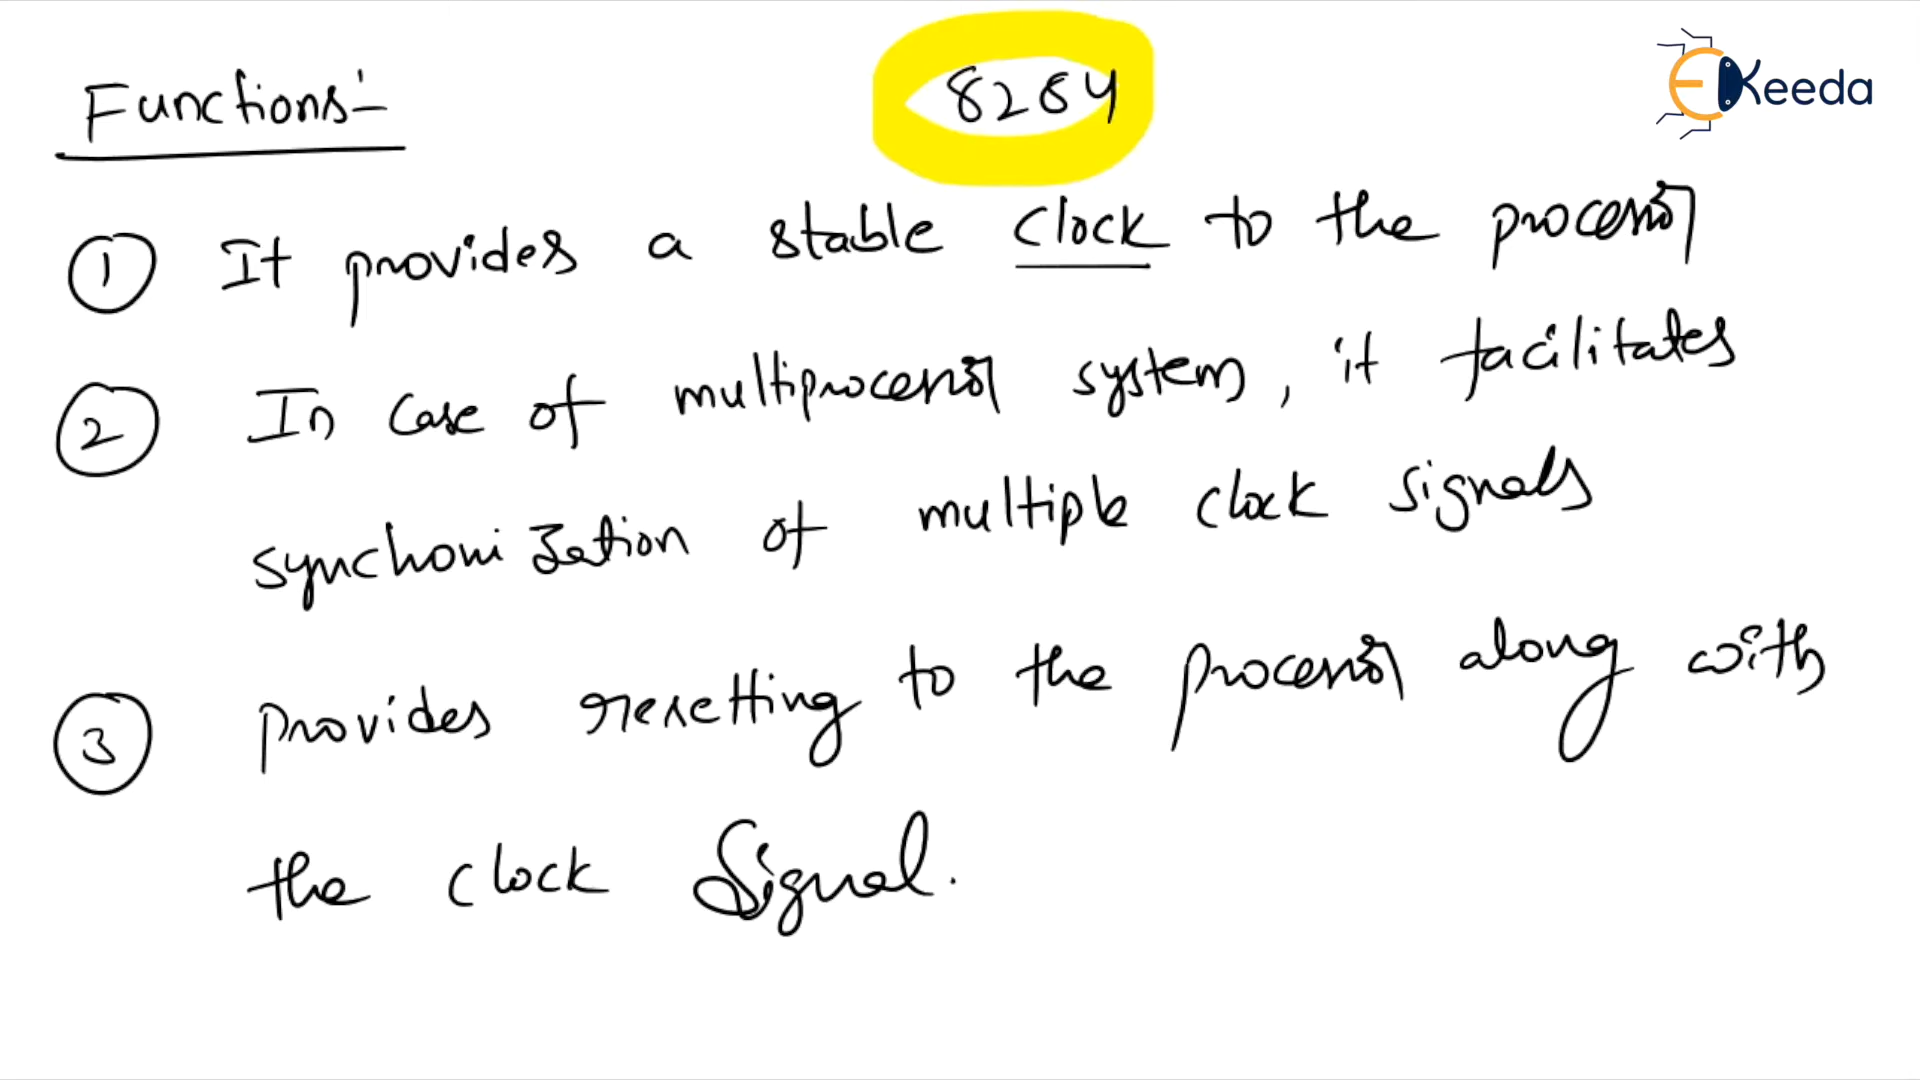 Functions:-
8284
EKeeda
① It provides a stable clock to the processor
② In case of multiprocessor system, it facilitates
synchonization of multiple clock signals
③ provides resetting to the processor along with
the clock signal.